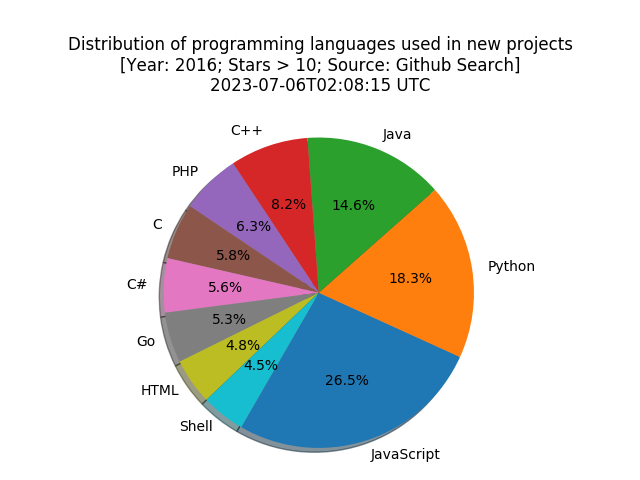 Distribution of programming languages used in new projects
[Year: 2016; Stars > 10; Source: Github Search]
2023-07-06T02:08:15 UTC
C++
Java
PHP
8.2%
14.6%
C
6.3%
5.8%
Python
C#
5.6%
18.3%
Go
5.3%
4.8%
HTML
4.5%
26.5%
Shell
JavaScript